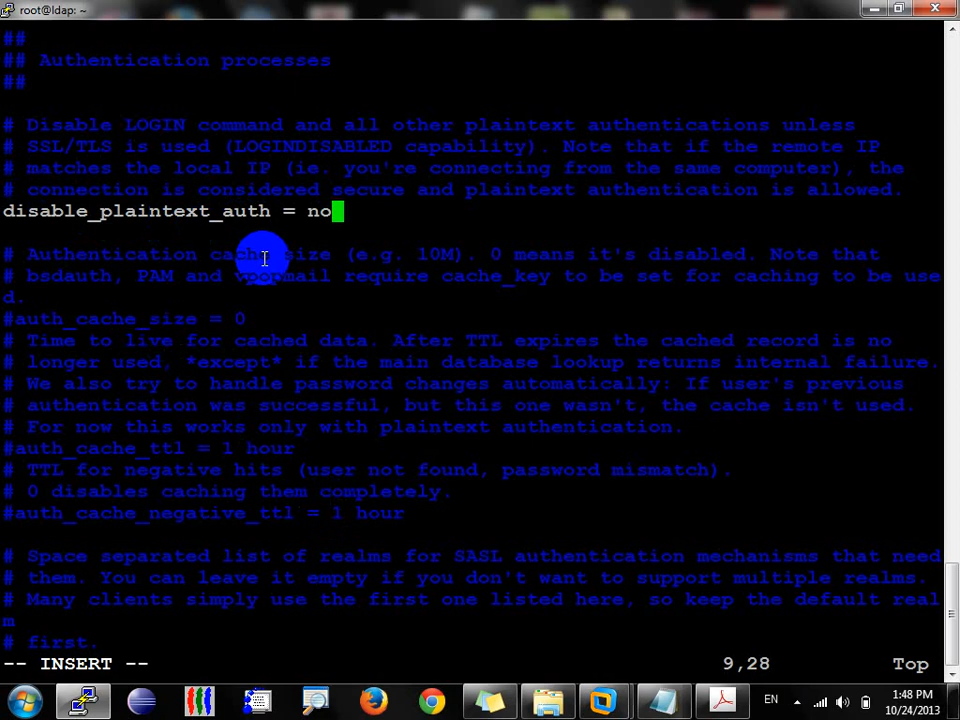 root@ldap: ~
##
## Authentication processes
##
# Disable LOGIN command and all other plaintext authentications unless
# SSL/TLS is used (LOGINDISABLED capability). Note that if the remote IP
# matches the local IP (ie. you're connecting from the same computer), the
# connection is considered secure and plaintext authentication is allowed.
disable_plaintext_auth = no
# Authentication cache size (e.g. 10M). 0 means it's disabled. Note that
# bsdauth, PAM and vpopmail require cache_key to be set for caching to be use
d.
#auth_cache_size = 0
# Time to live for cached data. After TTL expires the cached record is no
# longer used, *except* if the main database lookup returns internal failure.
# We also try to handle password changes automatically: If user's previous
# authentication was successful, but this one wasn't, the cache isn't used.
# For now this works only with plaintext authentication.
#auth_cache_ttl = 1 hour
# TTL for negative hits (user not found, password mismatch).
# 0 disables caching them completely.
#auth_cache_negative_ttl = 1 hour
# Space separated list of realms for SASL authentication mechanisms that need
# them. You can leave it empty if you don't want to support multiple realms.
# Many clients simply use the first one listed here, so keep the default real
m
# first.
-- INSERT --
9,28
Top
EN
1:48 PM
10/24/2013